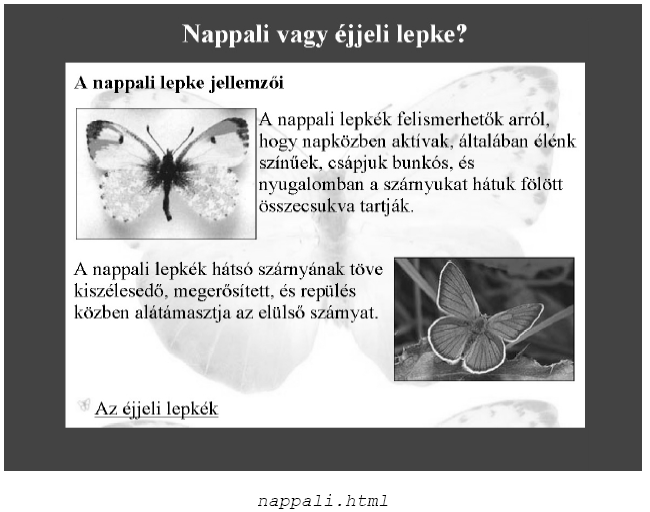 Nappali vagy éjjeli lepke?
A nappali lepke jellemzői
A nappali lepkék felismerhetők arról,
hogy napközben aktívak, általában élénk
színűek, csápjuk bunkós, és
nyugalomban a szárnyukat hátuk fölött
összecsukva tartják.
A nappali lepkék hátsó szárnyának töve
kiszélesedő, megerősített, és repülés
közben alátámasztja az elülső szárnyat.
Az éjjeli lepkék
nappali.html